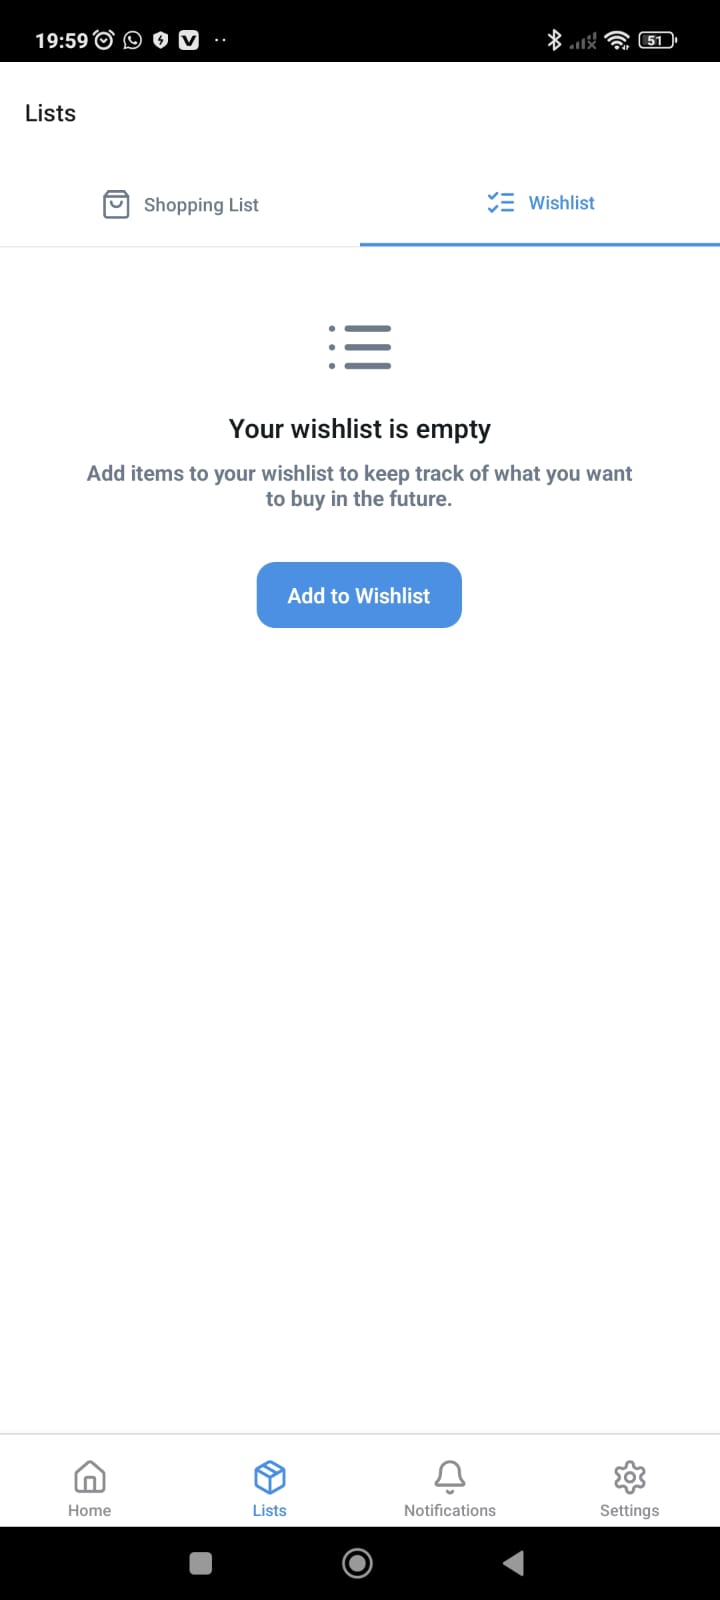 19:59
51
Lists
Shopping List
Wishlist
Your wishlist is empty
Add items to your wishlist to keep track of what you want
to buy in the future.
Add to Wishlist
Home
Lists
Notifications
Settings